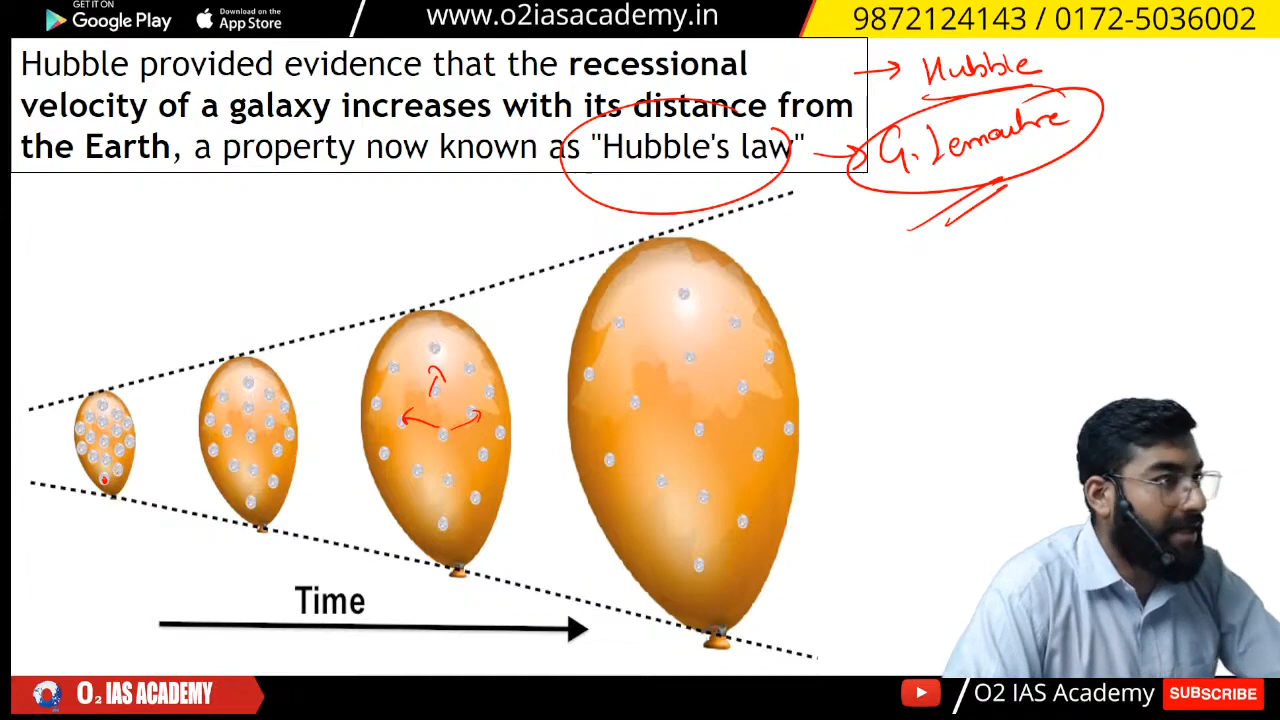 GET IT ON
Google Play
Download on the
App Store
www.o2iasacademy.in
9872124143 / 0172-5036002
Hubble provided evidence that the recessional
velocity of a galaxy increases with its distance from
the Earth, a property now known as "Hubble's law"
Hubble
G. Lemaitre
Time
O2 IAS ACADEMY
O2 IAS Academy
SUBSCRIBE